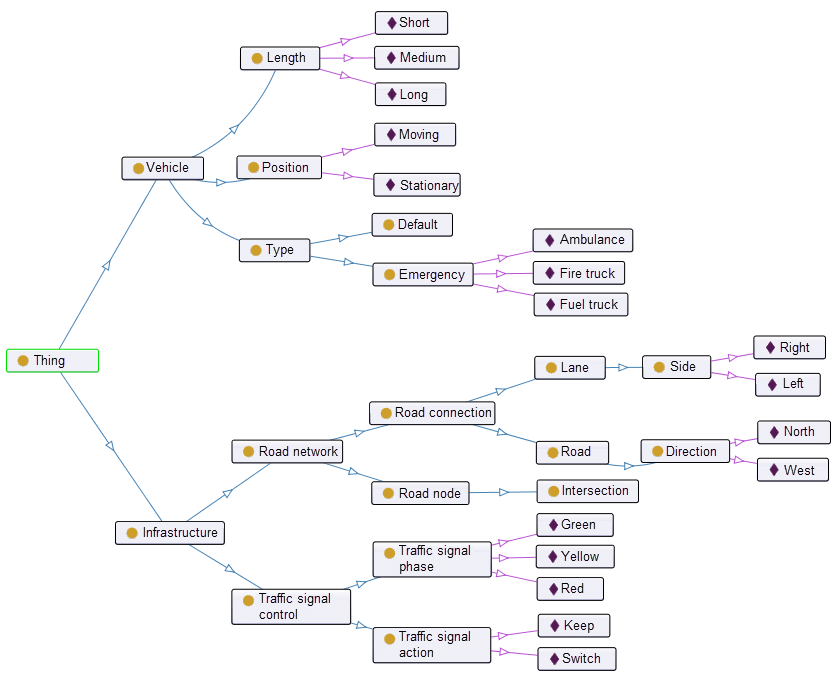 Short
Length
Medium
Long
Moving
Vehicle
Position
Stationary
Default
Type
Ambulance
Emergency
Fire truck
Fuel truck
Thing
Right
Lane
Side
Left
Road connection
North
Road network
Road
Direction
West
Road node
Intersection
Infrastructure
Green
Traffic signal
phase
Yellow
Red
Traffic signal
control
Keep
Traffic signal
action
Switch